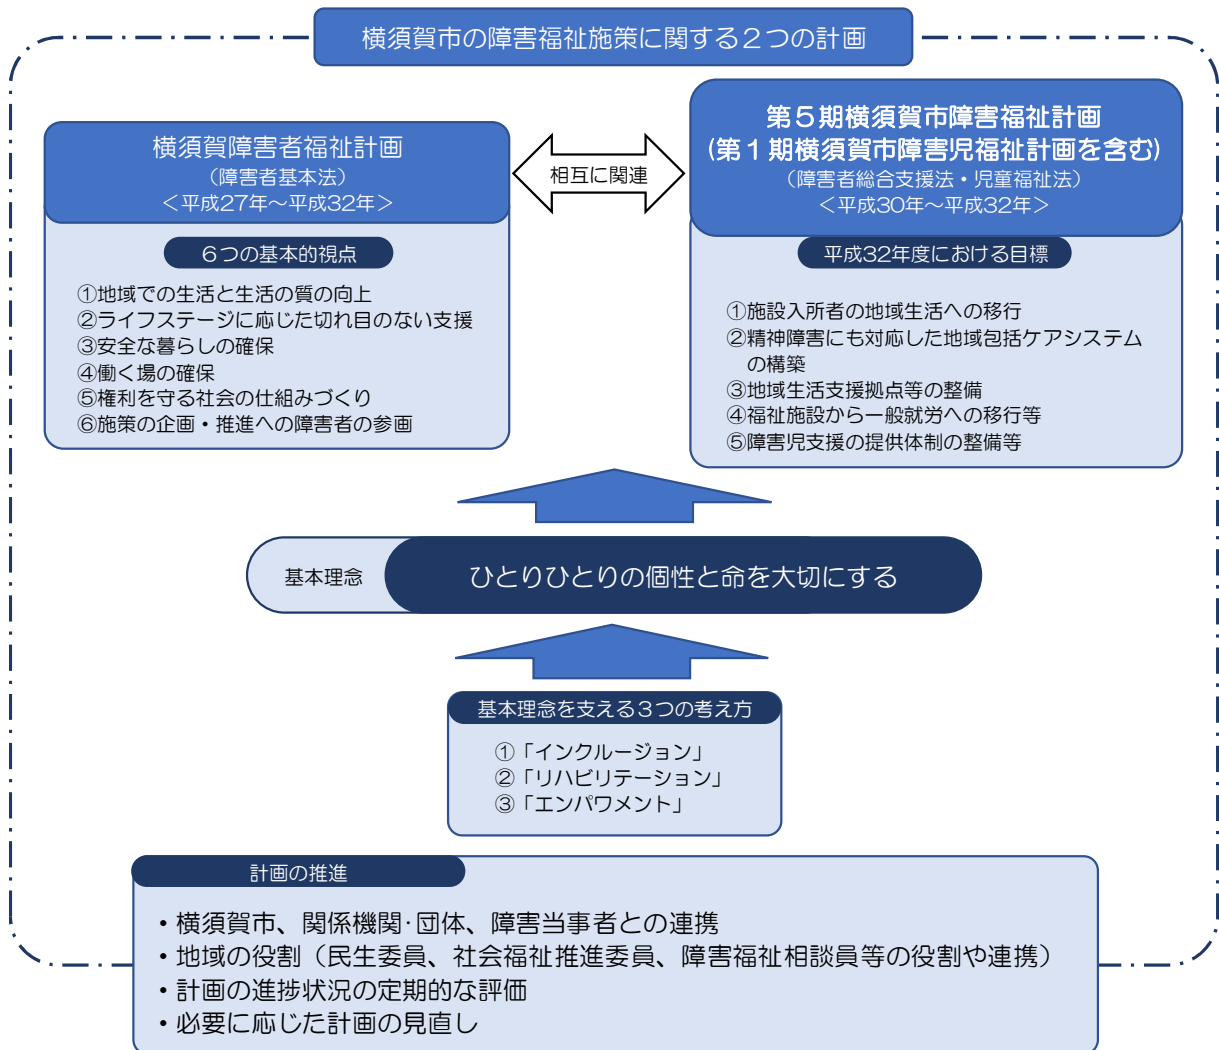 横須賀市の障害福祉施策に関する２つの計画
横須賀障害者福祉計画
（障害者基本法）
＜平成27年～平成32年＞
６つの基本的視点
①地域での生活と生活の質の向上
②ライフステージに応じた切れ目のない支援
③安全な暮らしの確保
④働く場の確保
⑤権利を守る社会の仕組みづくり
⑥施策の企画・推進への障害者の参画
相互に関連
第５期横須賀市障害福祉計画
(第１期横須賀市障害児福祉計画を含む)
（障害者総合支援法・児童福祉法）
＜平成30年～平成32年＞
平成32年度における目標
①施設入所者の地域生活への移行
②精神障害にも対応した地域包括ケアシステム
の構築
③地域生活支援拠点等の整備
④福祉施設から一般就労への移行等
⑤障害児支援の提供体制の整備等
基本理念
ひとりひとりの個性と命を大切にする
基本理念を支える３つの考え方
①「インクルージョン」
②「リハビリテーション」
③「エンパワメント」
計画の推進
・横須賀市、関係機関･団体、障害当事者との連携
・地域の役割（民生委員、社会福祉推進委員、障害福祉相談員等の役割や連携）
・計画の進捗状況の定期的な評価
・必要に応じた計画の見直し